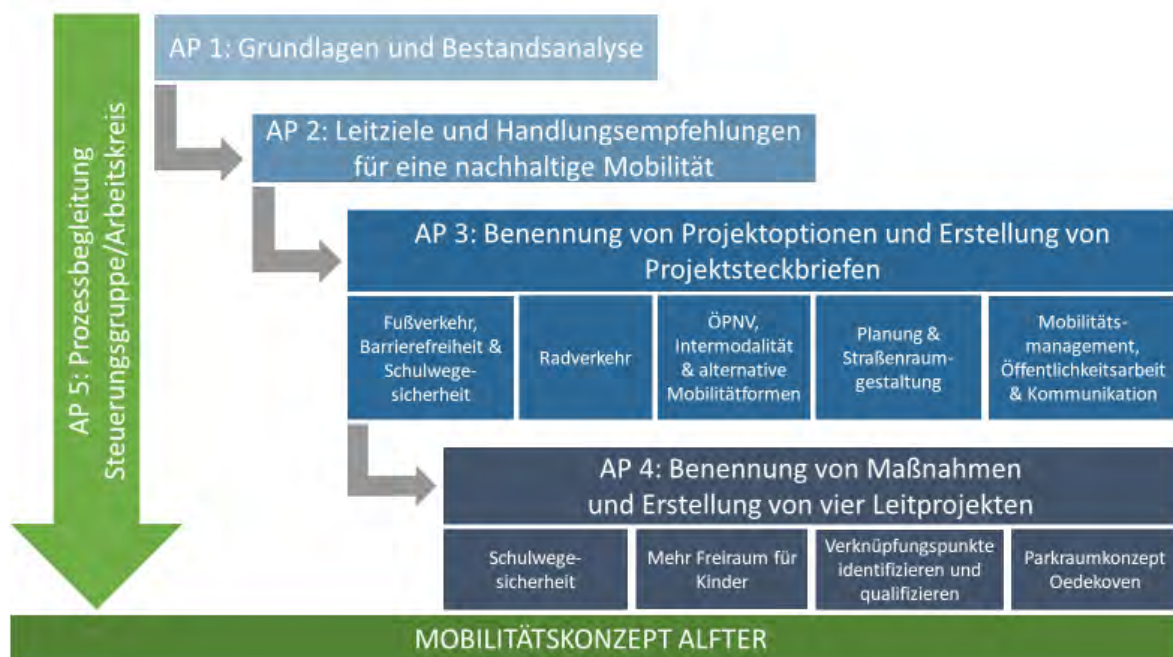 AP 5: Prozessbegleitung
Steuerungsgruppe/Arbeitskreis
AP 1: Grundlagen und Bestandsanalyse
AP 2: Leitziele und Handlungsempfehlungen
für eine nachhaltige Mobilität
AP 3: Benennung von Projektoptionen und Erstellung von
Projektsteckbriefen
Fußverkehr,
Barrierefreiheit &
Schulwege-
sicherheit
Radverkehr
ÖPNV,
Intermodalität
& alternative
Mobilitätformen
Planung &
Straßenraum-
gestaltung
Mobilitäts-
management,
Öffentlichkeitsarbeit
& Kommunikation
AP 4: Benennung von Maßnahmen
und Erstellung von vier Leitprojekten
Schulwege-
sicherheit
Mehr Freiraum für
Kinder
Verknüpfungspunkte
identifizieren und
qualifizieren
Parkraumkonzept
Oedekoven
MOBILITÄTSKONZEPT ALFTER